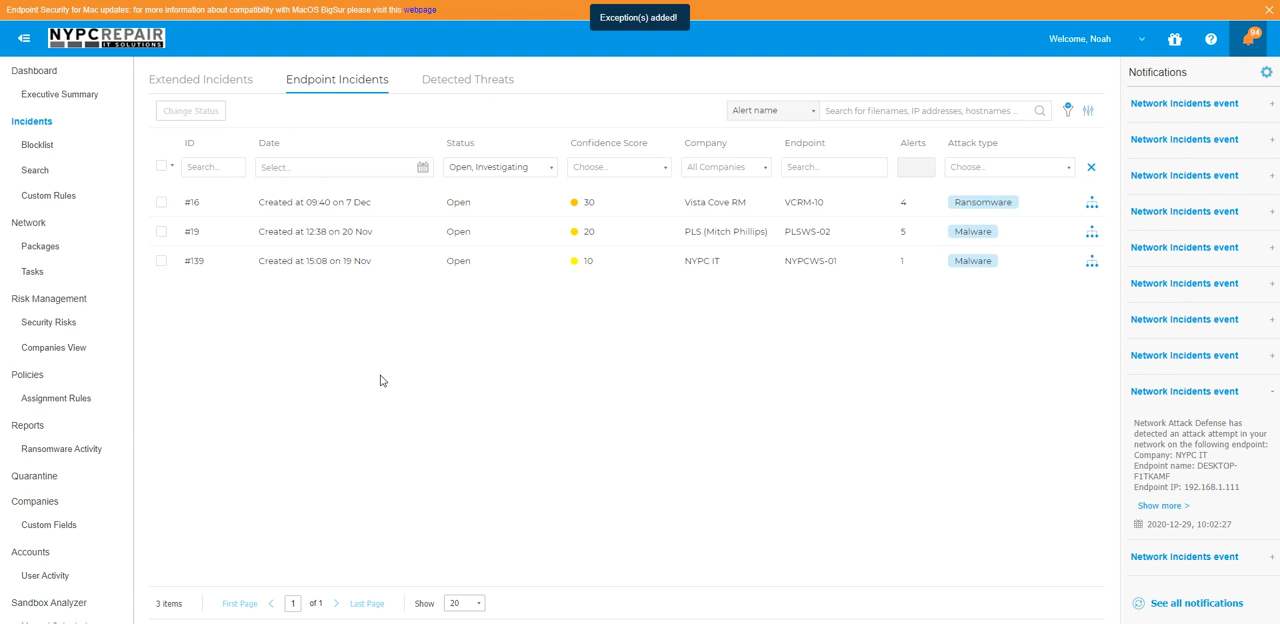 Endpoint Security for Mac updates: for more information about compatibility with MacOS BigSur please visit this webpage
Exception(s) added!
NYPCREPAIR
IT SOLUTIONS
Welcome, Noah
94
Dashboard
Executive Summary
Incidents
Blocklist
Search
Custom Rules
Network
Packages
Tasks
Risk Management
Security Risks
Companies View
Policies
Assignment Rules
Reports
Ransomware Activity
Quarantine
Companies
Custom Fields
Accounts
User Activity
Sandbox Analyzer
Extended Incidents Endpoint Incidents Detected Threats
Change Status Alert name Search for filenames, IP addresses, hostnames ...
ID Date Status Confidence Score Company Endpoint Alerts Attack type
Search... Select... Open, Investigating Choose... All Companies Search... Choose...
#16 Created at 09:40 on 7 Dec Open 30 Vista Cove RM VCRM-10 4 Ransomware
#19 Created at 12:38 on 20 Nov Open 20 PLS (Mitch Phillips) PLSWS-02 5 Malware
#139 Created at 15:08 on 19 Nov Open 10 NYPC IT NYPCWS-01 1 Malware
3 items First Page 1 of 1 Last Page Show 20
Notifications
Network Incidents event +
Network Incidents event +
Network Incidents event +
Network Incidents event +
Network Incidents event +
Network Incidents event +
Network Incidents event +
Network Incidents event +
Network Incidents event -
Network Attack Defense has
detected an attack attempt in your
network on the following endpoint:
Company: NYPC IT
Endpoint name: DESKTOP-
F1TKAMF
Endpoint IP: 192.168.1.111
Show more >
2020-12-29, 10:02:27
Network Incidents event +
See all notifications